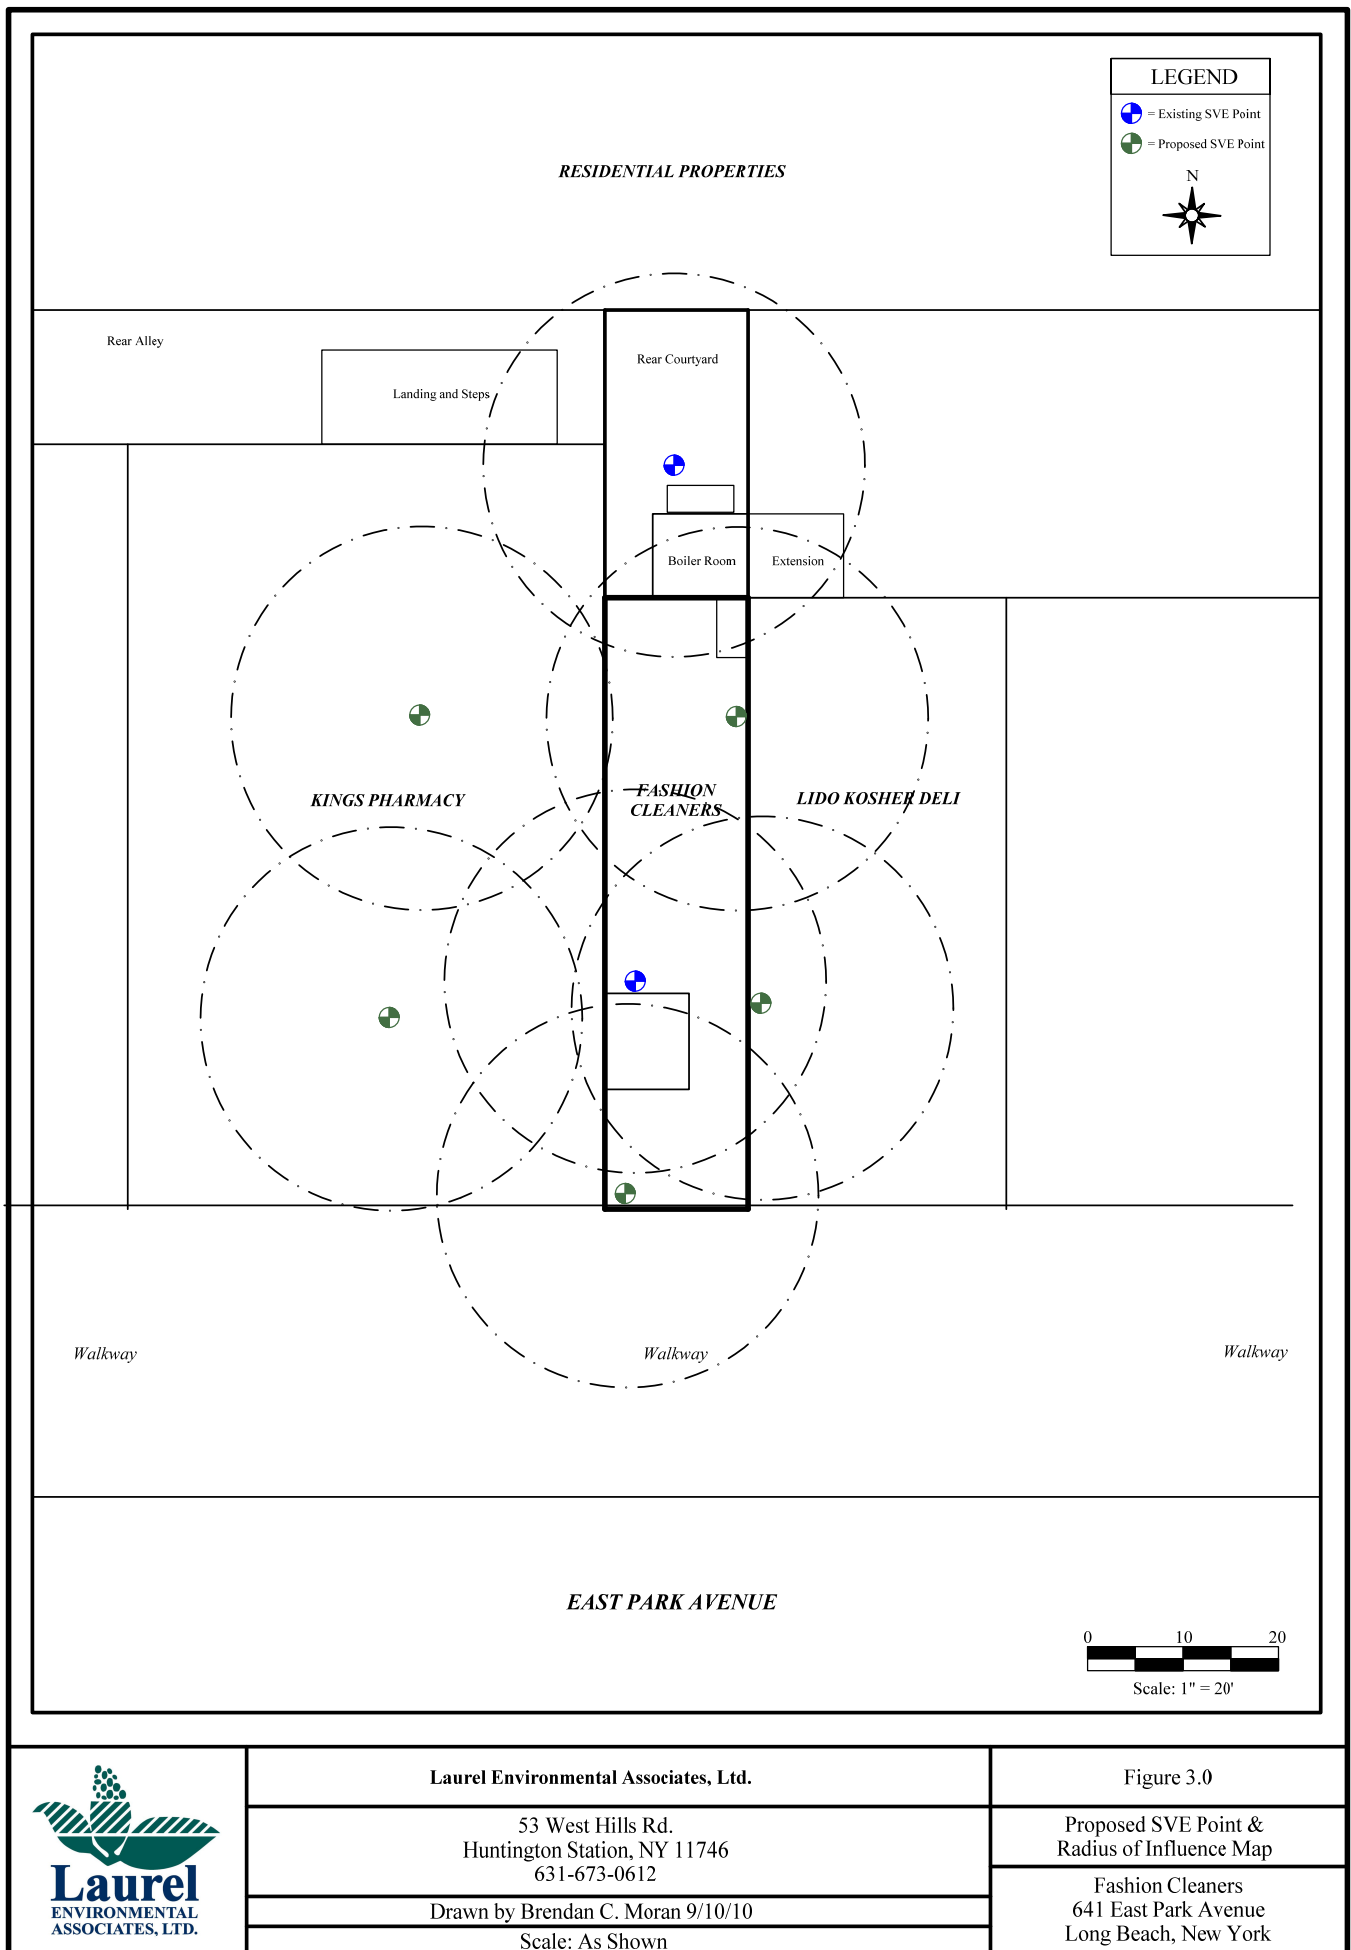 LEGEND
= Existing SVE Point
= Proposed SVE Point
N
RESIDENTIAL PROPERTIES
Rear Alley
Landing and Steps
Rear Courtyard
Boiler Room
Extension
KINGS PHARMACY
FASHION
CLEANERS
LIDO KOSHER DELI
Walkway
Walkway
Walkway
EAST PARK AVENUE
0 10 20
Scale: 1" = 20'
Laurel
ENVIRONMENTAL
ASSOCIATES, LTD.
Laurel Environmental Associates, Ltd.
53 West Hills Rd.
Huntington Station, NY 11746
631-673-0612
Drawn by Brendan C. Moran 9/10/10
Scale: As Shown
Figure 3.0
Proposed SVE Point &
Radius of Influence Map
Fashion Cleaners
641 East Park Avenue
Long Beach, New York